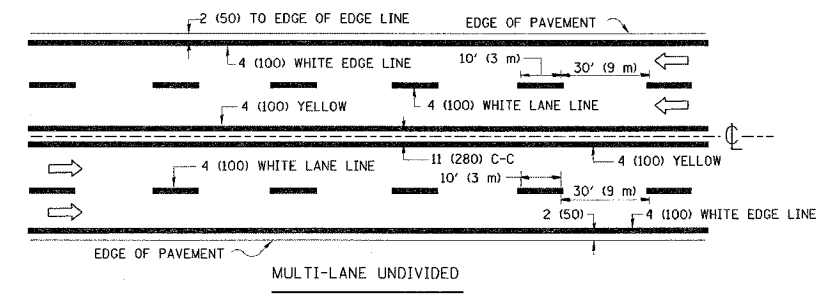 2 (50) TO EDGE OF EDGE LINE
EDGE OF PAVEMENT
4 (100) WHITE EDGE LINE
10' (3 m)
30' (9 m)
4 (100) YELLOW
4 (100) WHITE LANE LINE
4 (100) WHITE LANE LINE
11 (280) C-C
4 (100) YELLOW
10' (3 m)
30' (9 m)
2 (50)
4 (100) WHITE EDGE LINE
EDGE OF PAVEMENT
MULTI-LANE UNDIVIDED